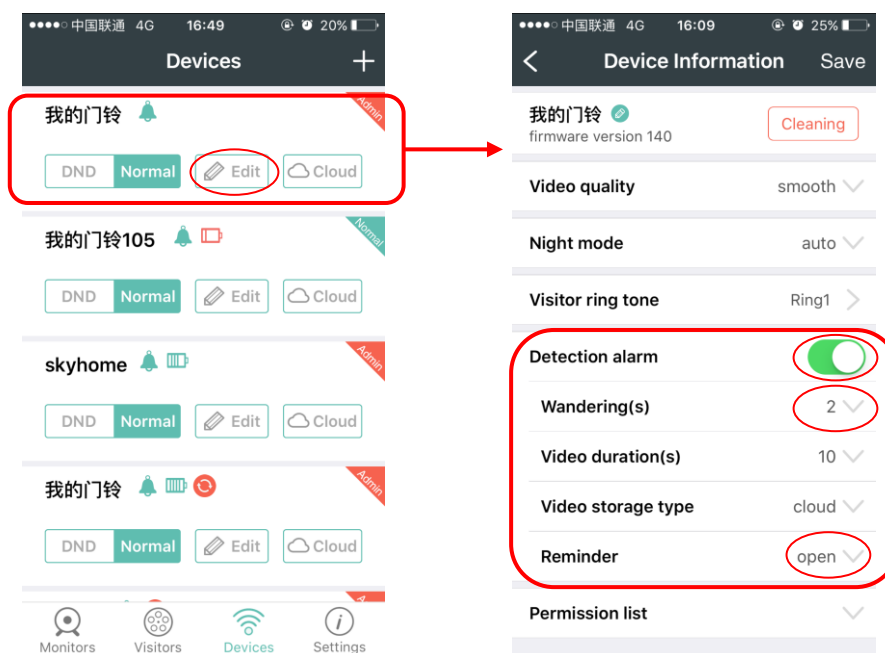 中国联通 4G 16:49 20%
Devices
我的门铃 Admin
DND Normal Edit Cloud
我的门铃105 Normal
DND Normal Edit Cloud
skyhome Admin
DND Normal Edit Cloud
我的门铃 Admin
DND Normal Edit Cloud
Monitors Visitors Devices Settings
中国联通 4G 16:09 25%
Device Information Save
我的门铃 Cleaning
firmware version 140
Video quality smooth
Night mode auto
Visitor ring tone Ring1
Detection alarm
Wandering(s) 2
Video duration(s) 10
Video storage type cloud
Reminder open
Permission list